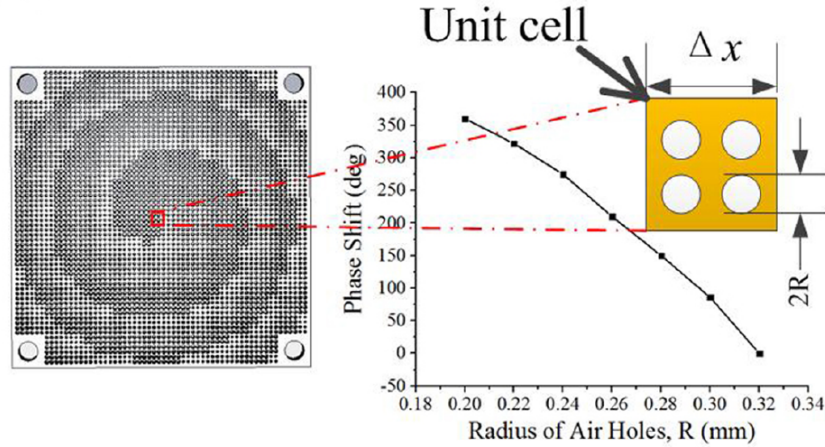 Unit cell
Δ x
2R
Phase Shift (deg)
400
350
300
250
200
150
100
50
0
-50
0.18 0.20 0.22 0.24 0.26 0.28 0.30 0.32 0.34
Radius of Air Holes, R (mm)